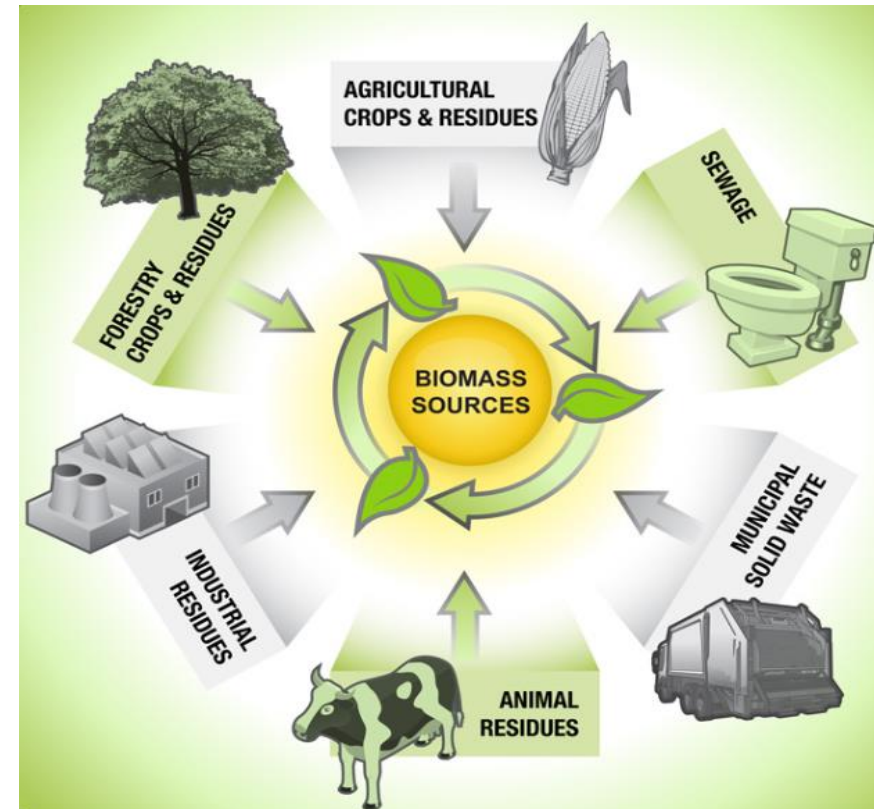 AGRICULTURAL
CROPS & RESIDUES
SEWAGE
FORESTRY
CROPS & RESIDUES
BIOMASS
SOURCES
MUNICIPAL
SOLID WASTE
INDUSTRIAL
RESIDUES
ANIMAL
RESIDUES